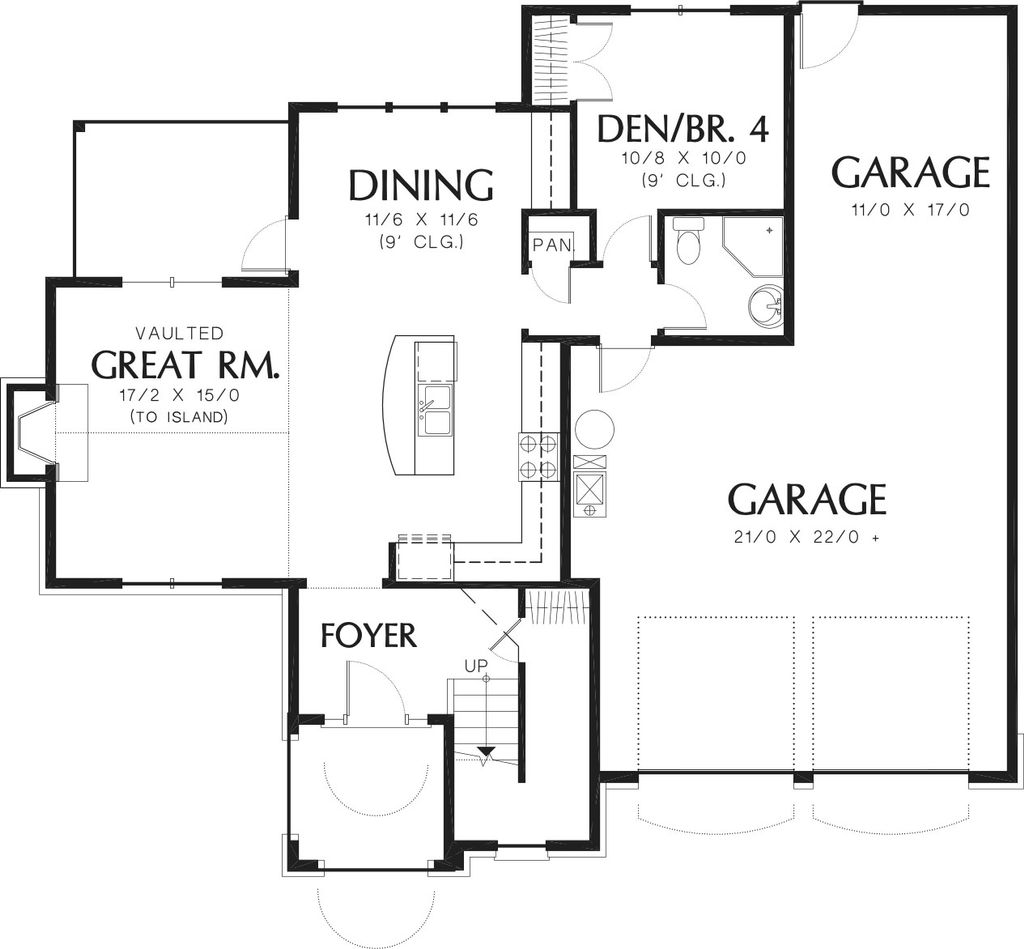 DEN/BR. 4
10/8 X 10/0
(9' CLG.)
GARAGE
11/0 X 17/0
DINING
11/6 X 11/6
(9' CLG.)
PAN.
VAULTED
GREAT RM.
17/2 X 15/0
(TO ISLAND)
GARAGE
21/0 X 22/0 +
FOYER
UP